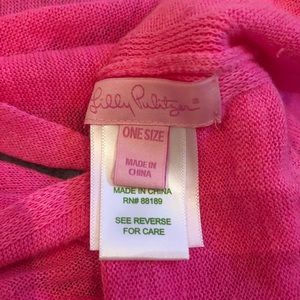 Lilly Pulitzer®
ONE SIZE
MADE IN
CHINA
MADE IN CHINA
RN# 88189
SEE REVERSE
FOR CARE